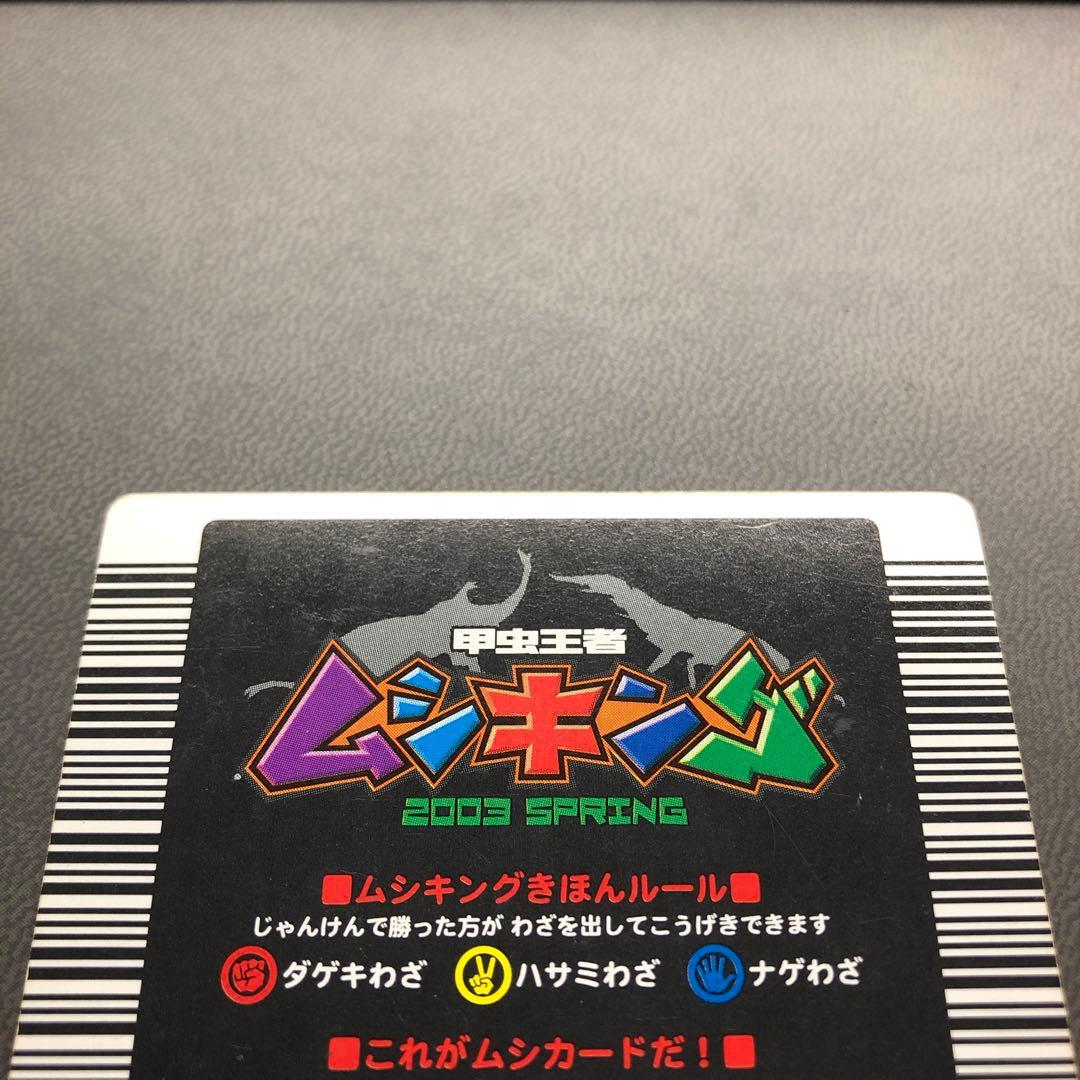 甲虫王者
ムシキング
2003 SPRING
■ムシキングきほんルール■
じゃんけんで勝った方が わざを出してこうげきできます
ダゲキわざ ハサミわざ ナゲわざ
■これがムシカードだ！■